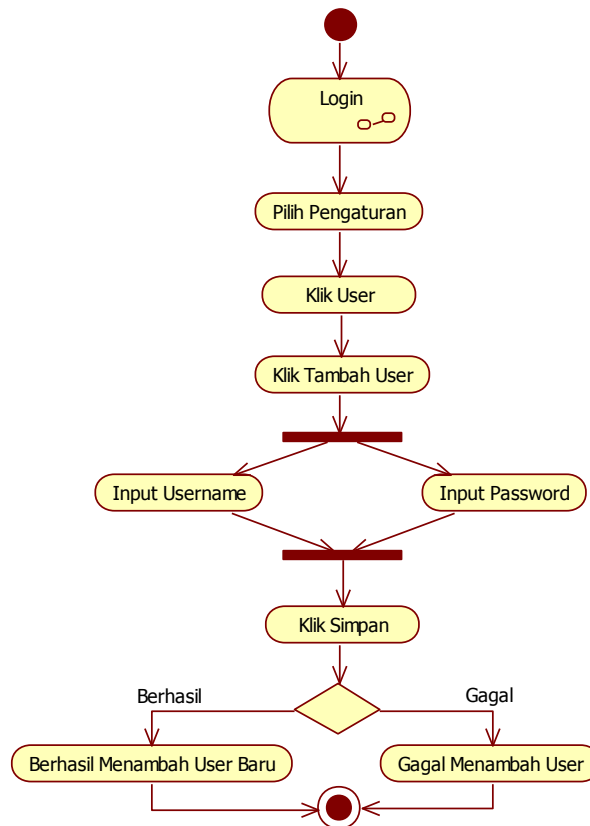 Login
Pilih Pengaturan
Klik User
Klik Tambah User
Input Username
Input Password
Klik Simpan
Berhasil
Gagal
Berhasil Menambah User Baru
Gagal Menambah User